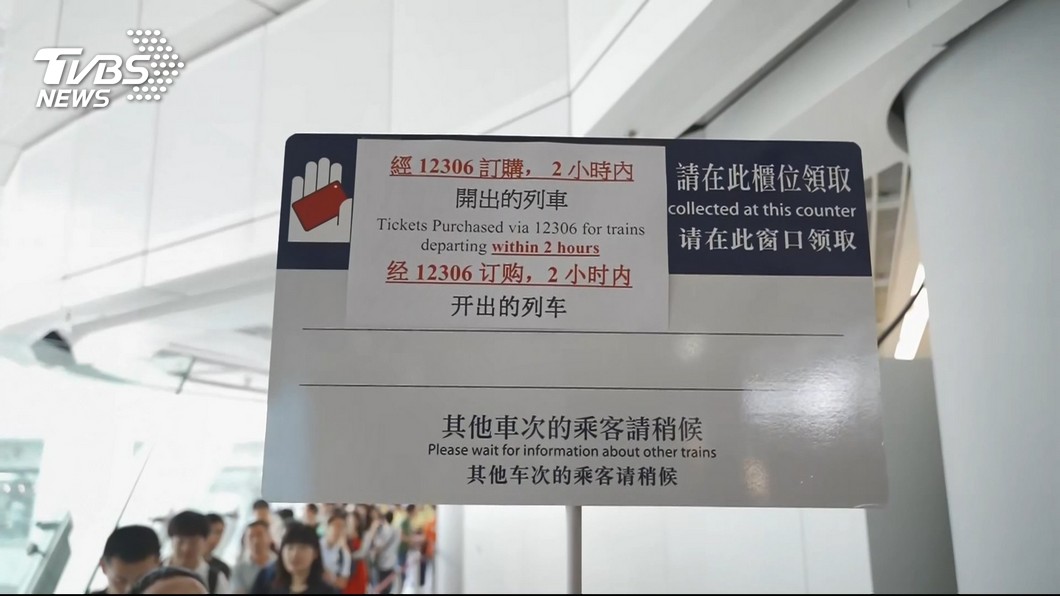 TVBS
NEWS
經 12306 訂購， 2 小時內
開出的列車
Tickets Purchased via 12306 for trains
departing within 2 hours
经 12306 订购，2 小时内
开出的列车
請在此櫃位領取
collected at this counter
请在此窗口领取
其他車次的乘客請稍候
Please wait for information about other trains
其他车次的乘客请稍候